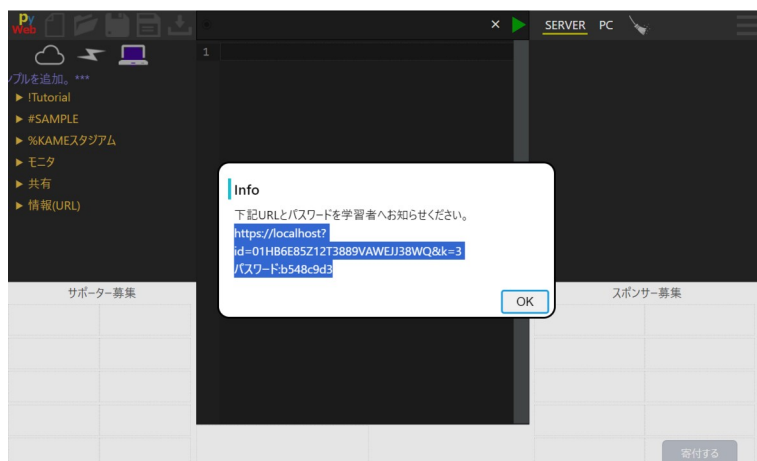 Py
Web
× SERVER PC
1
ンプルを追加。***
▶ !Tutorial
▶ #SAMPLE
▶ %KAMEスタジアム
▶ モニタ
▶ 共有
▶ 情報(URL)
Info
下記URLとパスワードを学習者へお知らせください。
https://localhost?
id=01HB6E85Z12T3889VAWEJJ38WQ&k=3
パスワード:b548c9d3
OK
サポーター募集
スポンサー募集
寄付する